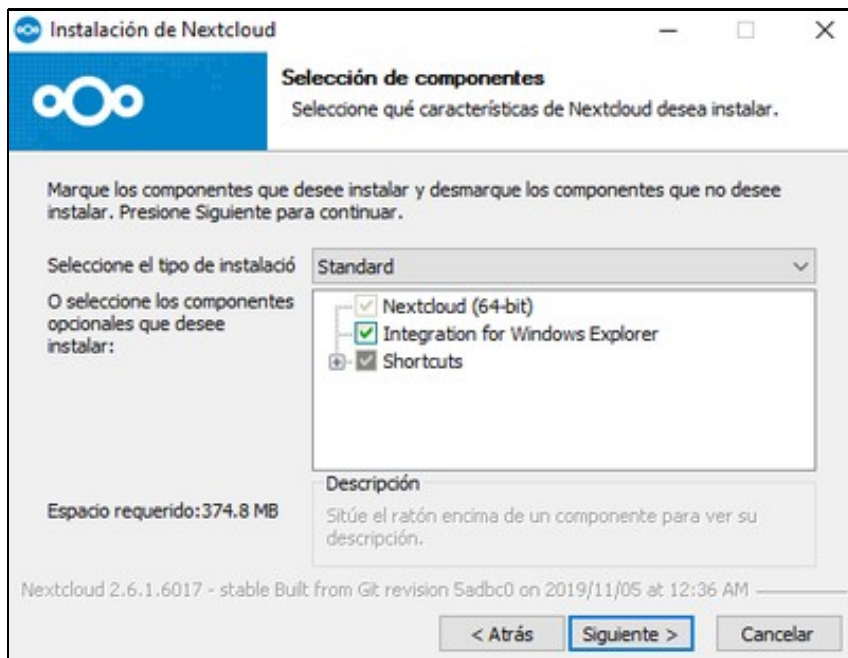 Instalación de Nextcloud
Selección de componentes
Seleccione qué características de Nextcloud desea instalar.
Marque los componentes que desee instalar y desmarque los componentes que no desee
instalar. Presione Siguiente para continuar.
Seleccione el tipo de instalació
Standard
O seleccione los componentes
opcionales que desee
instalar:
Nextcloud (64-bit)
Integration for Windows Explorer
Shortcuts
Espacio requerido:374.8 MB
Descripción
Sitúe el ratón encima de un componente para ver su
descripción.
Nextcloud 2.6.1.6017 - stable Built from Git revision 5adbc0 on 2019/11/05 at 12:36 AM
< Atrás
Siguiente >
Cancelar